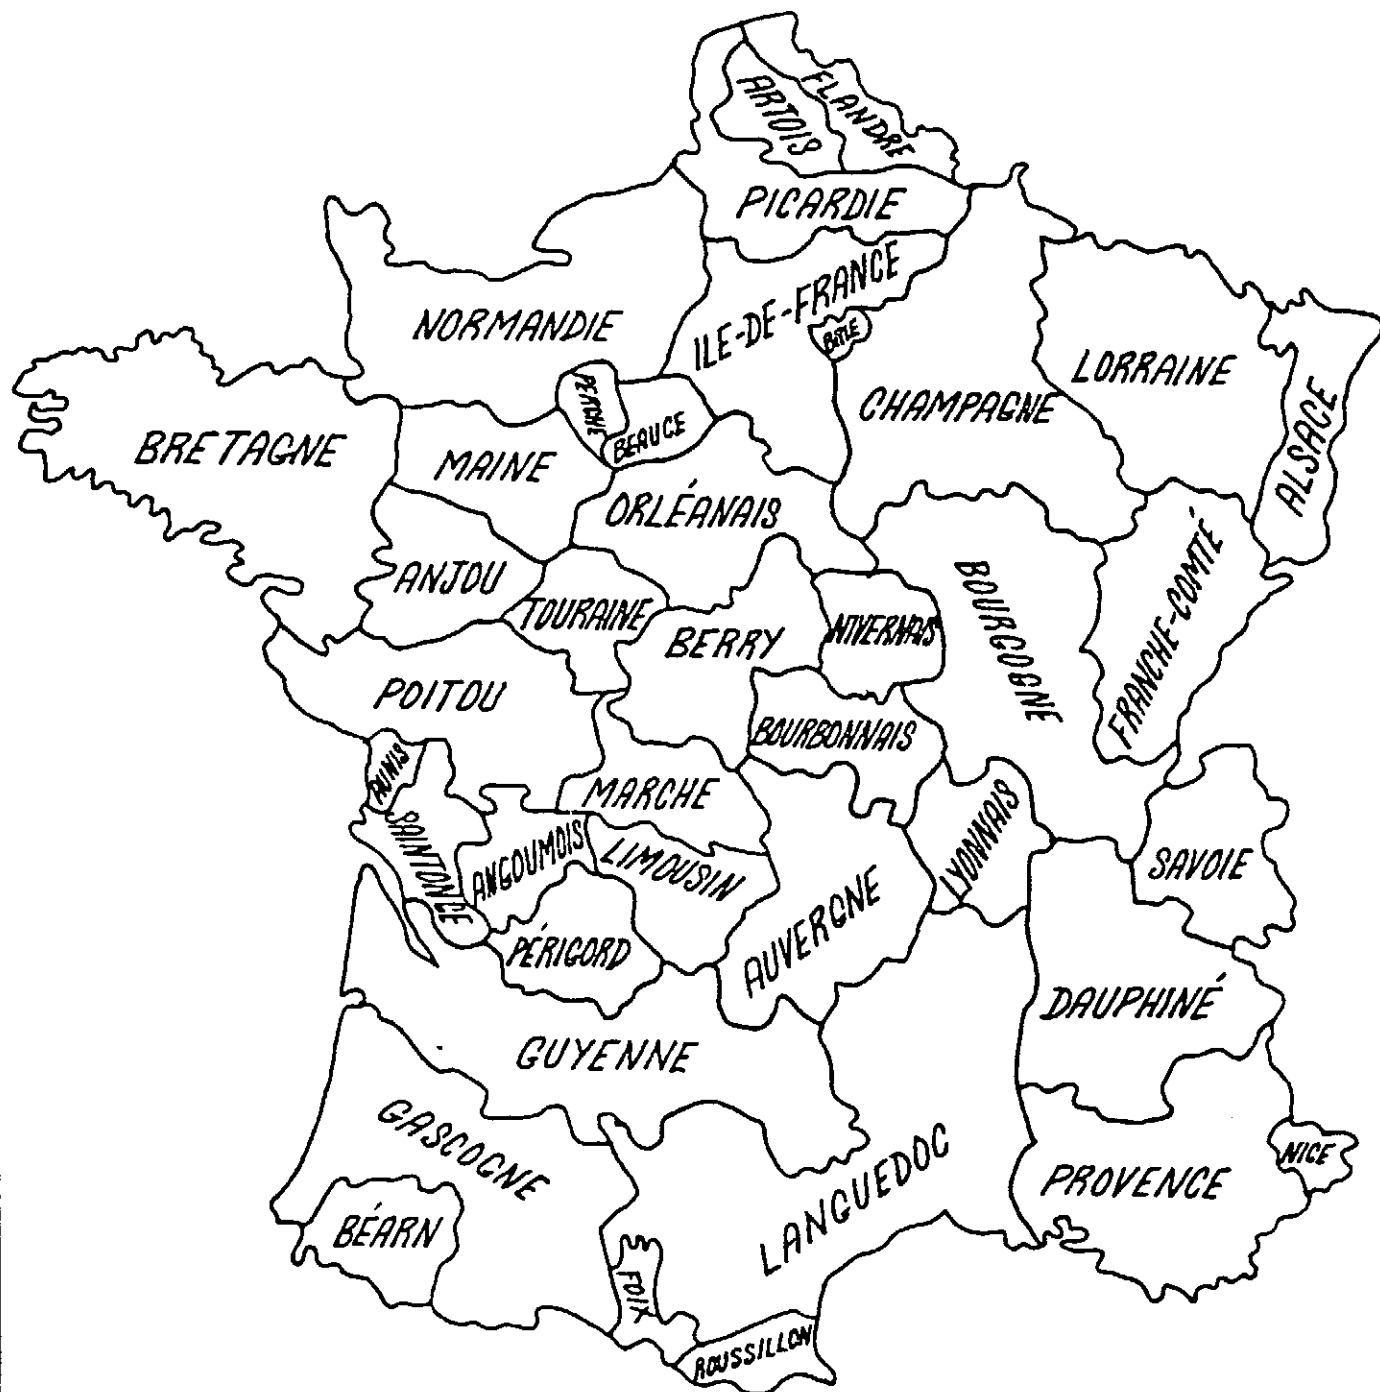 FLANDRE
ARTOIS
PICARDIE
NORMANDIE
ILE-DE-FRANCE
LORRAINE
ALSACE
CHAMPAGNE
PERCHE
BEAUCE
BRETAGNE
MAINE
ORLÉANAIS
ANJOU
TOURAINE
BERRY
NIVERNAIS
BOURGOGNE
FRANCHE-COMTÉ
POITOU
BOURBONNAIS
AUNIS
MARCHE
SAINTONGE
ANGOUMOIS
LIMOUSIN
LYONNAIS
SAVOIE
AUVERGNE
PÉRIGORD
DAUPHINÉ
GUYENNE
GASCOGNE
LANGUEDOC
PROVENCE
NICE
BÉARN
FOIX
ROUSSILLON